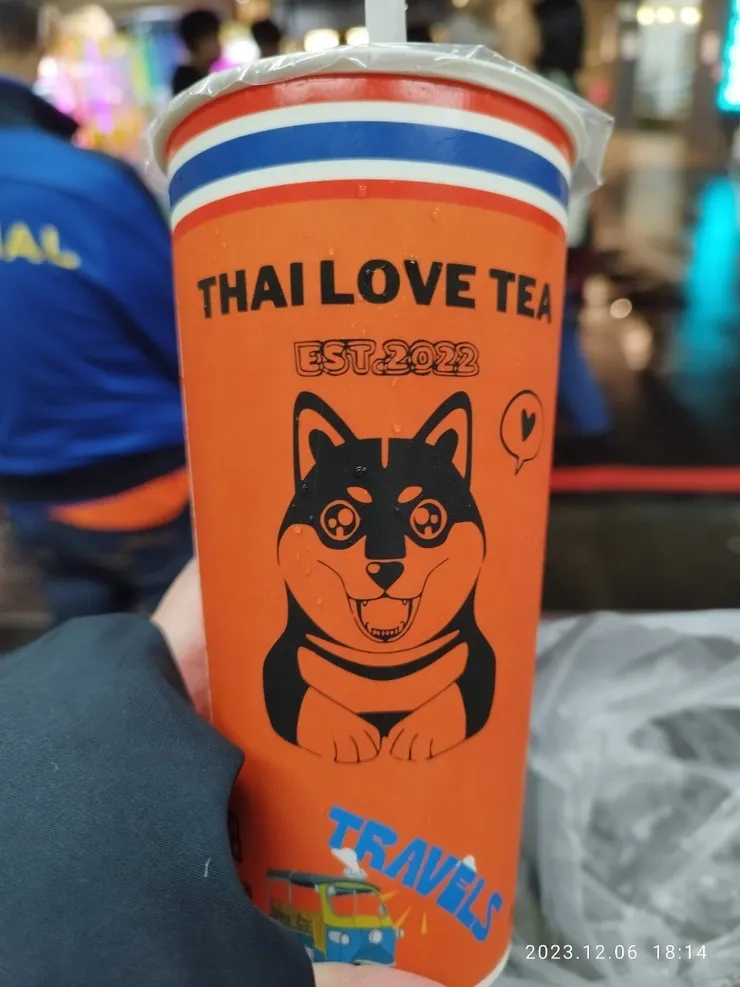 THAI LOVE TEA
EST.2022
TRAVELS
2023.12.06 18:14